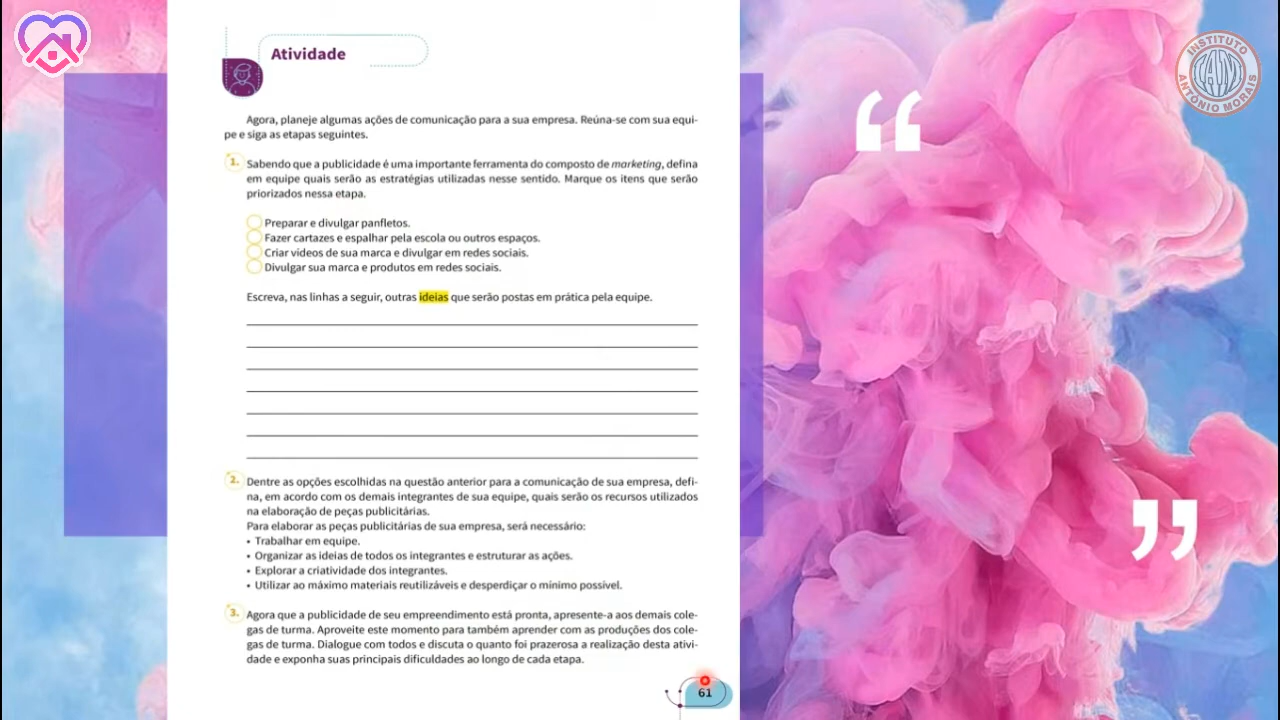 INSTITUTO
IAM
ANTÔNIO MORAIS
Atividade
Agora, planeje algumas ações de comunicação para a sua empresa. Reúna-se com sua equi-
pe e siga as etapas seguintes.
1. Sabendo que a publicidade é uma importante ferramenta do composto de marketing, defina
em equipe quais serão as estratégias utilizadas nesse sentido. Marque os itens que serão
priorizados nessa etapa.
Preparar e divulgar panfletos.
Fazer cartazes e espalhar pela escola ou outros espaços.
Criar vídeos de sua marca e divulgar em redes sociais.
Divulgar sua marca e produtos em redes sociais.
Escreva, nas linhas a seguir, outras ideias que serão postas em prática pela equipe.
2. Dentre as opções escolhidas na questão anterior para a comunicação de sua empresa, defi-
na, em acordo com os demais integrantes de sua equipe, quais serão os recursos utilizados
na elaboração de peças publicitárias.
Para elaborar as peças publicitárias de sua empresa, será necessário:
• Trabalhar em equipe.
• Organizar as ideias de todos os integrantes e estruturar as ações.
• Explorar a criatividade dos integrantes.
• Utilizar ao máximo materiais reutilizáveis e desperdiçar o mínimo possível.
3. Agora que a publicidade de seu empreendimento está pronta, apresente-a aos demais cole-
gas de turma. Aproveite este momento para também aprender com as produções dos cole-
gas de turma. Dialogue com todos e discuta o quanto foi prazerosa a realização desta ativi-
dade e exponha suas principais dificuldades ao longo de cada etapa.
61